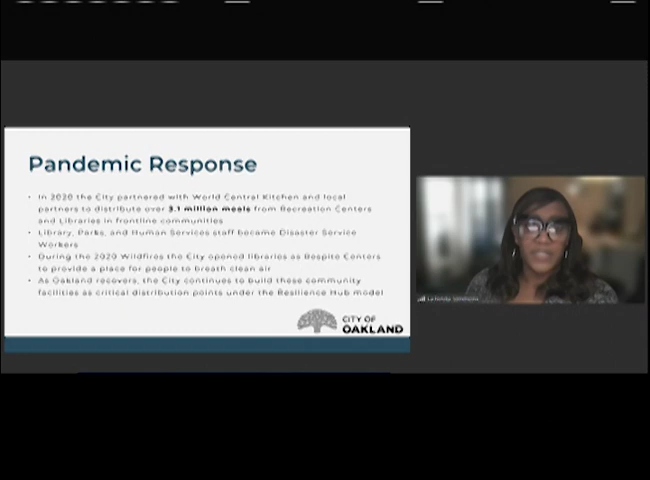 Pandemic Response
• In 2020 the City partnered with World Central Kitchen and local
partners to distribute over 3.1 million meals from Recreation Centers
and Libraries in frontline communities
• Library, Parks, and Human Services staff became Disaster Service
Workers
• During the 2020 Wildfires the City opened libraries as Respite Centers
to provide a place for people to breath clean air
• As Oakland recovers, the City continues to build these community
facilities as critical distribution points under the Resilience Hub model
CITY OF
OAKLAND